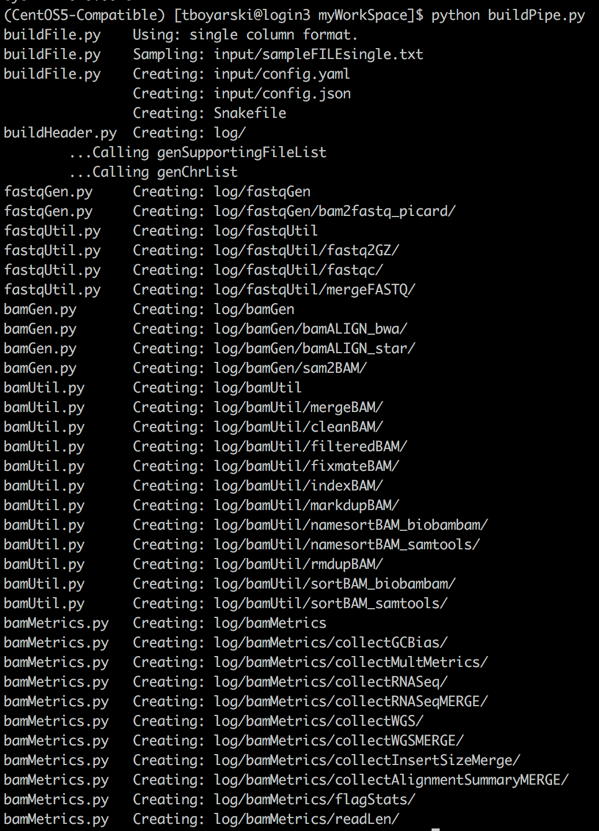 (CentOS5-Compatible) [tboyarski@login3 myWorkSpace]$ python buildPipe.py
buildFile.py    Using: single column format.
buildFile.py    Sampling: input/sampleFILEsingle.txt
buildFile.py    Creating: input/config.yaml
                Creating: input/config.json
                Creating: Snakefile
buildHeader.py  Creating: log/
        ...Calling genSupportingFileList
        ...Calling genChrList
fastqGen.py     Creating: log/fastqGen
fastqGen.py     Creating: log/fastqGen/bam2fastq_picard/
fastqUtil.py    Creating: log/fastqUtil
fastqUtil.py    Creating: log/fastqUtil/fastq2GZ/
fastqUtil.py    Creating: log/fastqUtil/fastqc/
fastqUtil.py    Creating: log/fastqUtil/mergeFASTQ/
bamGen.py       Creating: log/bamGen
bamGen.py       Creating: log/bamGen/bamALIGN_bwa/
bamGen.py       Creating: log/bamGen/bamALIGN_star/
bamGen.py       Creating: log/bamGen/sam2BAM/
bamUtil.py      Creating: log/bamUtil
bamUtil.py      Creating: log/bamUtil/mergeBAM/
bamUtil.py      Creating: log/bamUtil/cleanBAM/
bamUtil.py      Creating: log/bamUtil/filteredBAM/
bamUtil.py      Creating: log/bamUtil/fixmateBAM/
bamUtil.py      Creating: log/bamUtil/indexBAM/
bamUtil.py      Creating: log/bamUtil/markdupBAM/
bamUtil.py      Creating: log/bamUtil/namesortBAM_biobambam/
bamUtil.py      Creating: log/bamUtil/namesortBAM_samtools/
bamUtil.py      Creating: log/bamUtil/rmdupBAM/
bamUtil.py      Creating: log/bamUtil/sortBAM_biobambam/
bamUtil.py      Creating: log/bamUtil/sortBAM_samtools/
bamMetrics.py   Creating: log/bamMetrics
bamMetrics.py   Creating: log/bamMetrics/collectGCBias/
bamMetrics.py   Creating: log/bamMetrics/collectMultMetrics/
bamMetrics.py   Creating: log/bamMetrics/collectRNASeq/
bamMetrics.py   Creating: log/bamMetrics/collectRNASeqMERGE/
bamMetrics.py   Creating: log/bamMetrics/collectWGS/
bamMetrics.py   Creating: log/bamMetrics/collectWGSMERGE/
bamMetrics.py   Creating: log/bamMetrics/collectInsertSizeMerge/
bamMetrics.py   Creating: log/bamMetrics/collectAlignmentSummaryMERGE/
bamMetrics.py   Creating: log/bamMetrics/flagStats/
bamMetrics.py   Creating: log/bamMetrics/readLen/